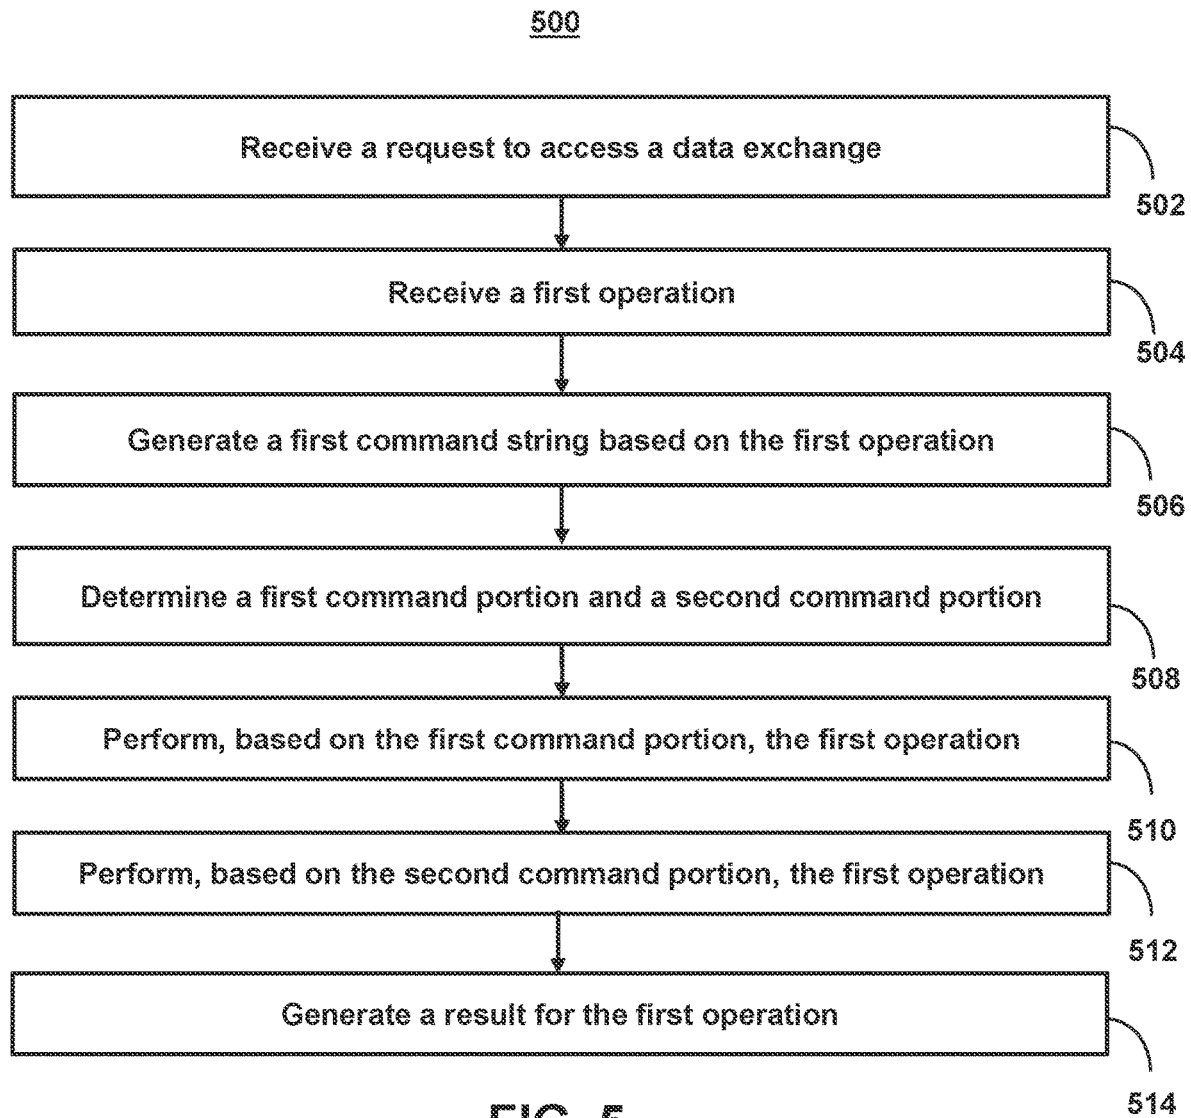 500
Receive a request to access a data exchange
502
Receive a first operation
504
Generate a first command string based on the first operation
506
Determine a first command portion and a second command portion
508
Perform, based on the first command portion, the first operation
510
Perform, based on the second command portion, the first operation
512
Generate a result for the first operation
514
FIG. 5